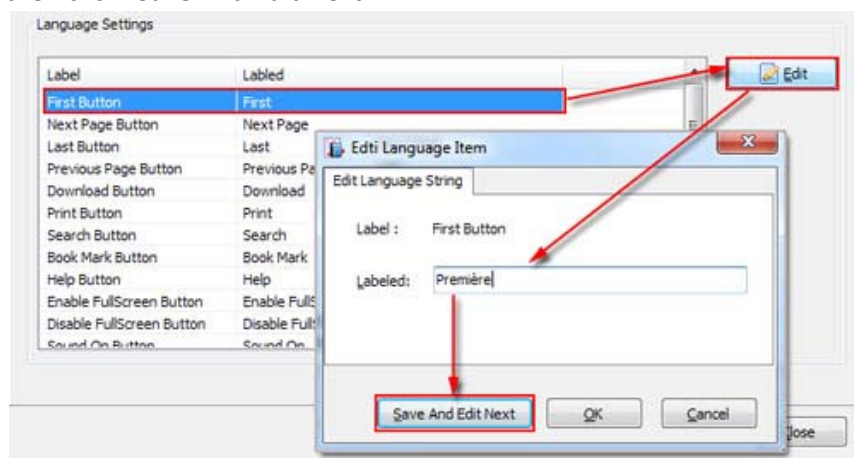 Language Settings
Label Labled
Edit
First Button First
Next Page Button Next Page
Last Button Last
Previous Page Button Previous Pa
Download Button Download
Print Button Print
Search Button Search
Book Mark Button Book Mark
Help Button Help
Enable FullScreen Button Enable FullS
Disable FullScreen Button Disable Full
Sound On Button Sound On
Edti Language Item
Edit Language String
Label : First Button
Labeled: Première
Save And Edit Next OK Cancel
lose